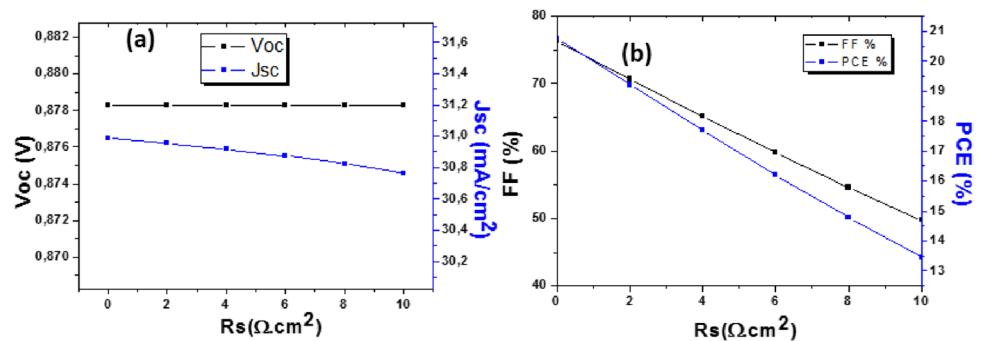 (a)
Voc
Jsc
0,882
0,880
0,878
0,876
0,874
0,872
0,870
Voc (V)
31,6
31,4
31,2
31,0
30,8
30,6
30,4
30,2
Jsc (mA/cm2)
0 2 4 6 8 10
Rs(Ω.cm2)
(b)
FF %
PCE %
80
70
60
50
40
FF (%)
21
20
19
18
17
16
15
14
13
PCE (%)
0 2 4 6 8 10
Rs(Ω.cm2)